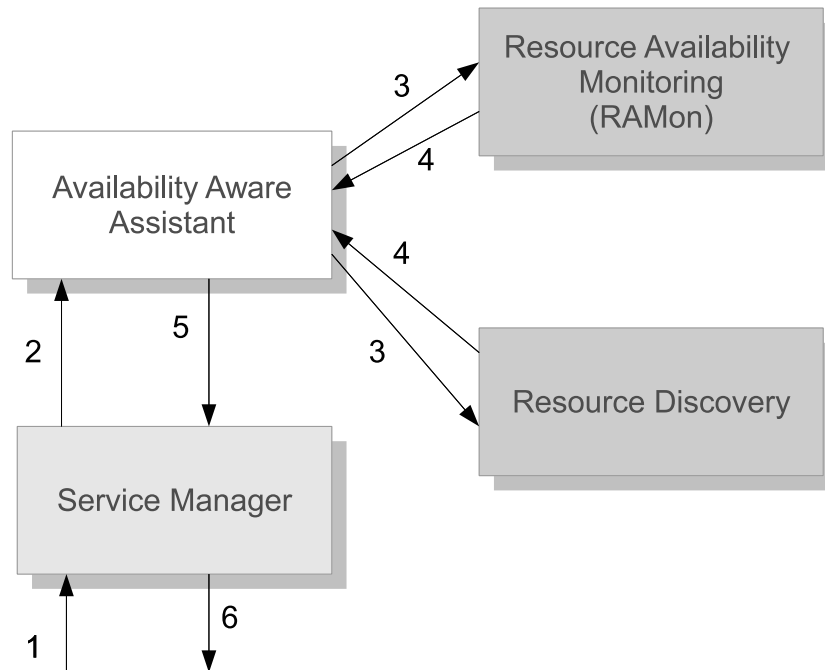 Resource Availability
Monitoring
(RAMon)
3
4
Availability Aware
Assistant
4
3
2
5
Resource Discovery
Service Manager
1
6